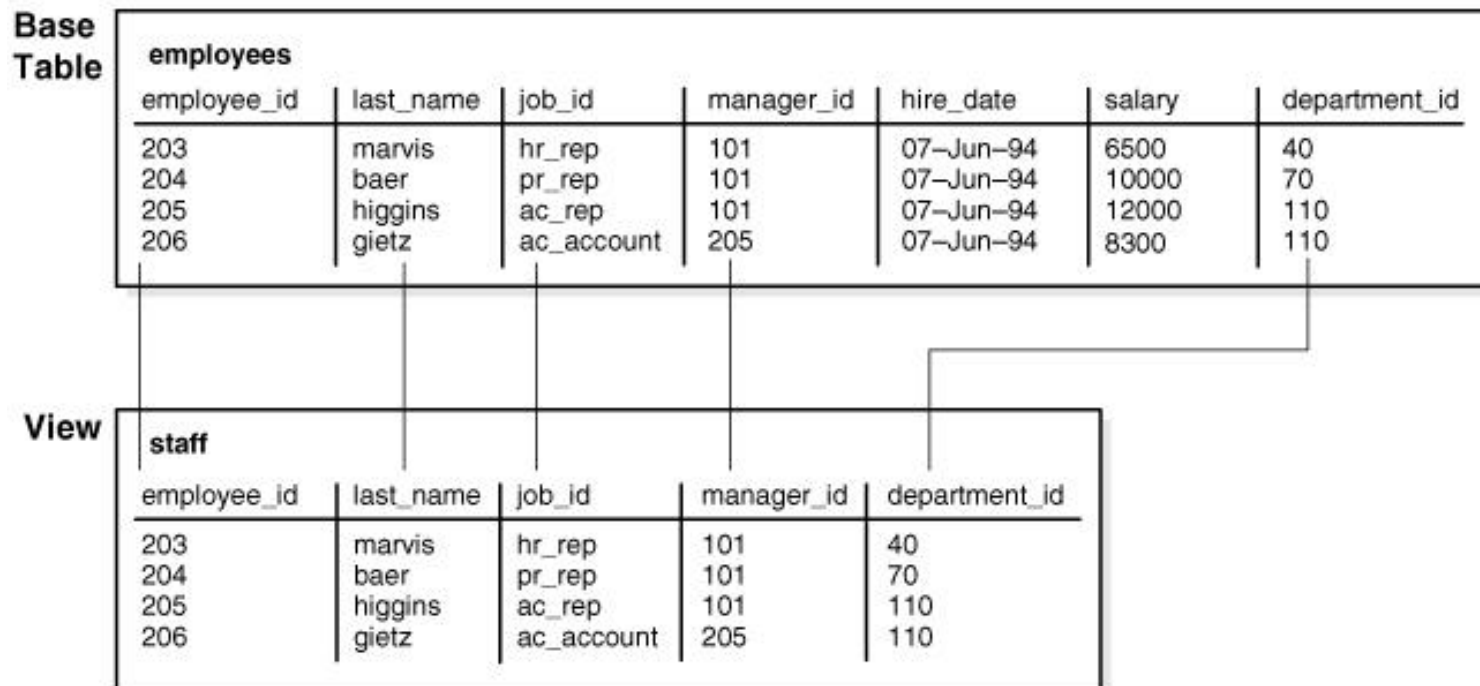 Base
Table
employees
employee_id last_name job_id manager_id hire_date salary department_id
203 marvis hr_rep 101 07–Jun–94 6500 40
204 baer pr_rep 101 07–Jun–94 10000 70
205 higgins ac_rep 101 07–Jun–94 12000 110
206 gietz ac_account 205 07–Jun–94 8300 110
View
staff
employee_id last_name job_id manager_id department_id
203 marvis hr_rep 101 40
204 baer pr_rep 101 70
205 higgins ac_rep 101 110
206 gietz ac_account 205 110